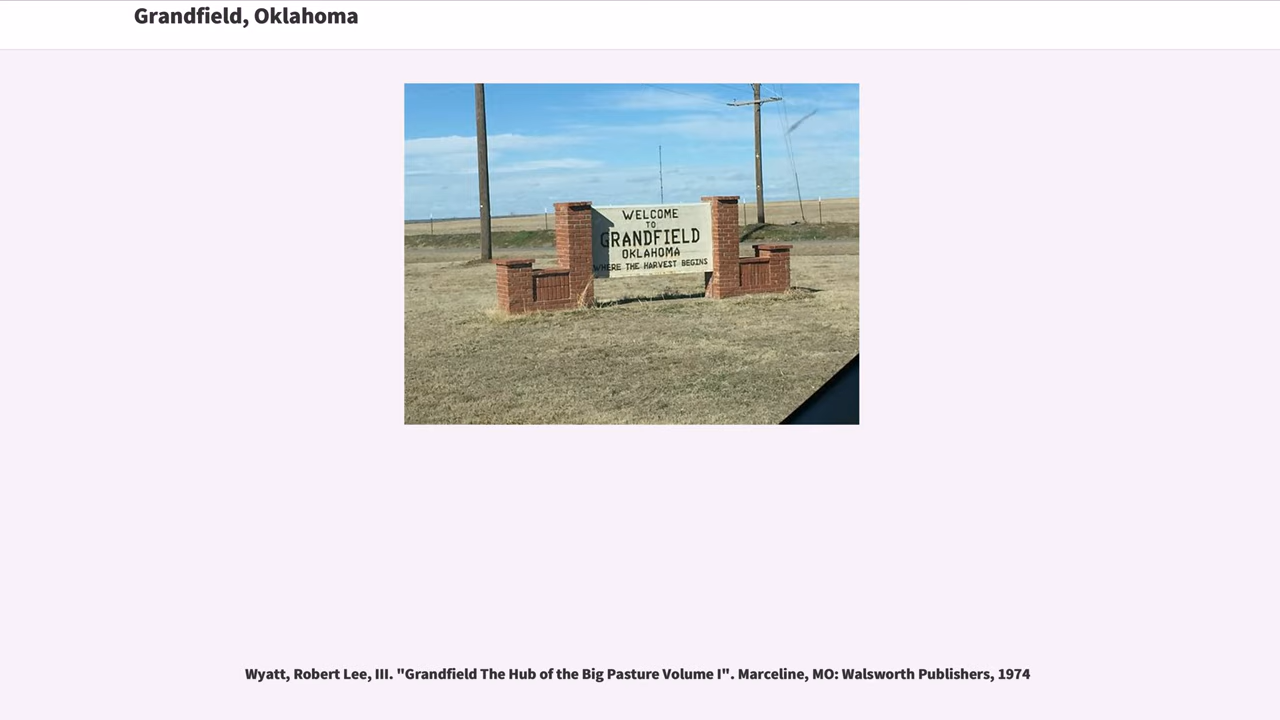 Grandfield, Oklahoma
WELCOME
TO
GRANDFIELD
OKLAHOMA
WHERE THE HARVEST BEGINS
Wyatt, Robert Lee, III. "Grandfield The Hub of the Big Pasture Volume I". Marceline, MO: Walsworth Publishers, 1974